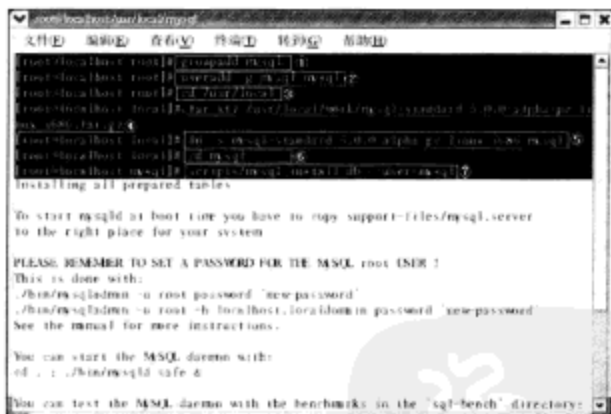 root@localhost:/usr/local/mysql
文件(F) 编辑(E) 查看(V) 终端(T) 转到(G) 帮助(H)
[root@localhost root]# groupadd mysql ①
[root@localhost root]# useradd -g mysql mysql ②
[root@localhost root]# cd /usr/local ③
[root@localhost local]# tar xfz /usr/local/work/mysql-standard-5.0.0-alpha-pc-li
nux-i686.tar.gz ④
[root@localhost local]# ln -s mysql-standard-5.0.0-alpha-pc-linux-i686 mysql ⑤
[root@localhost local]# cd mysql ⑥
[root@localhost mysql]# scripts/mysql_install_db --user=mysql ⑦
Installing all prepared tables
To start mysqld at boot time you have to copy support-files/mysql.server
to the right place for your system
PLEASE REMEMBER TO SET A PASSWORD FOR THE MySQL root USER !
This is done with:
./bin/mysqladmin -u root password 'new-password'
./bin/mysqladmin -u root -h localhost.localdomain password 'new-password'
See the manual for more instructions.
You can start the MySQL daemon with:
cd . ; ./bin/mysqld_safe &
You can test the MySQL daemon with the benchmarks in the 'sql-bench' directory: